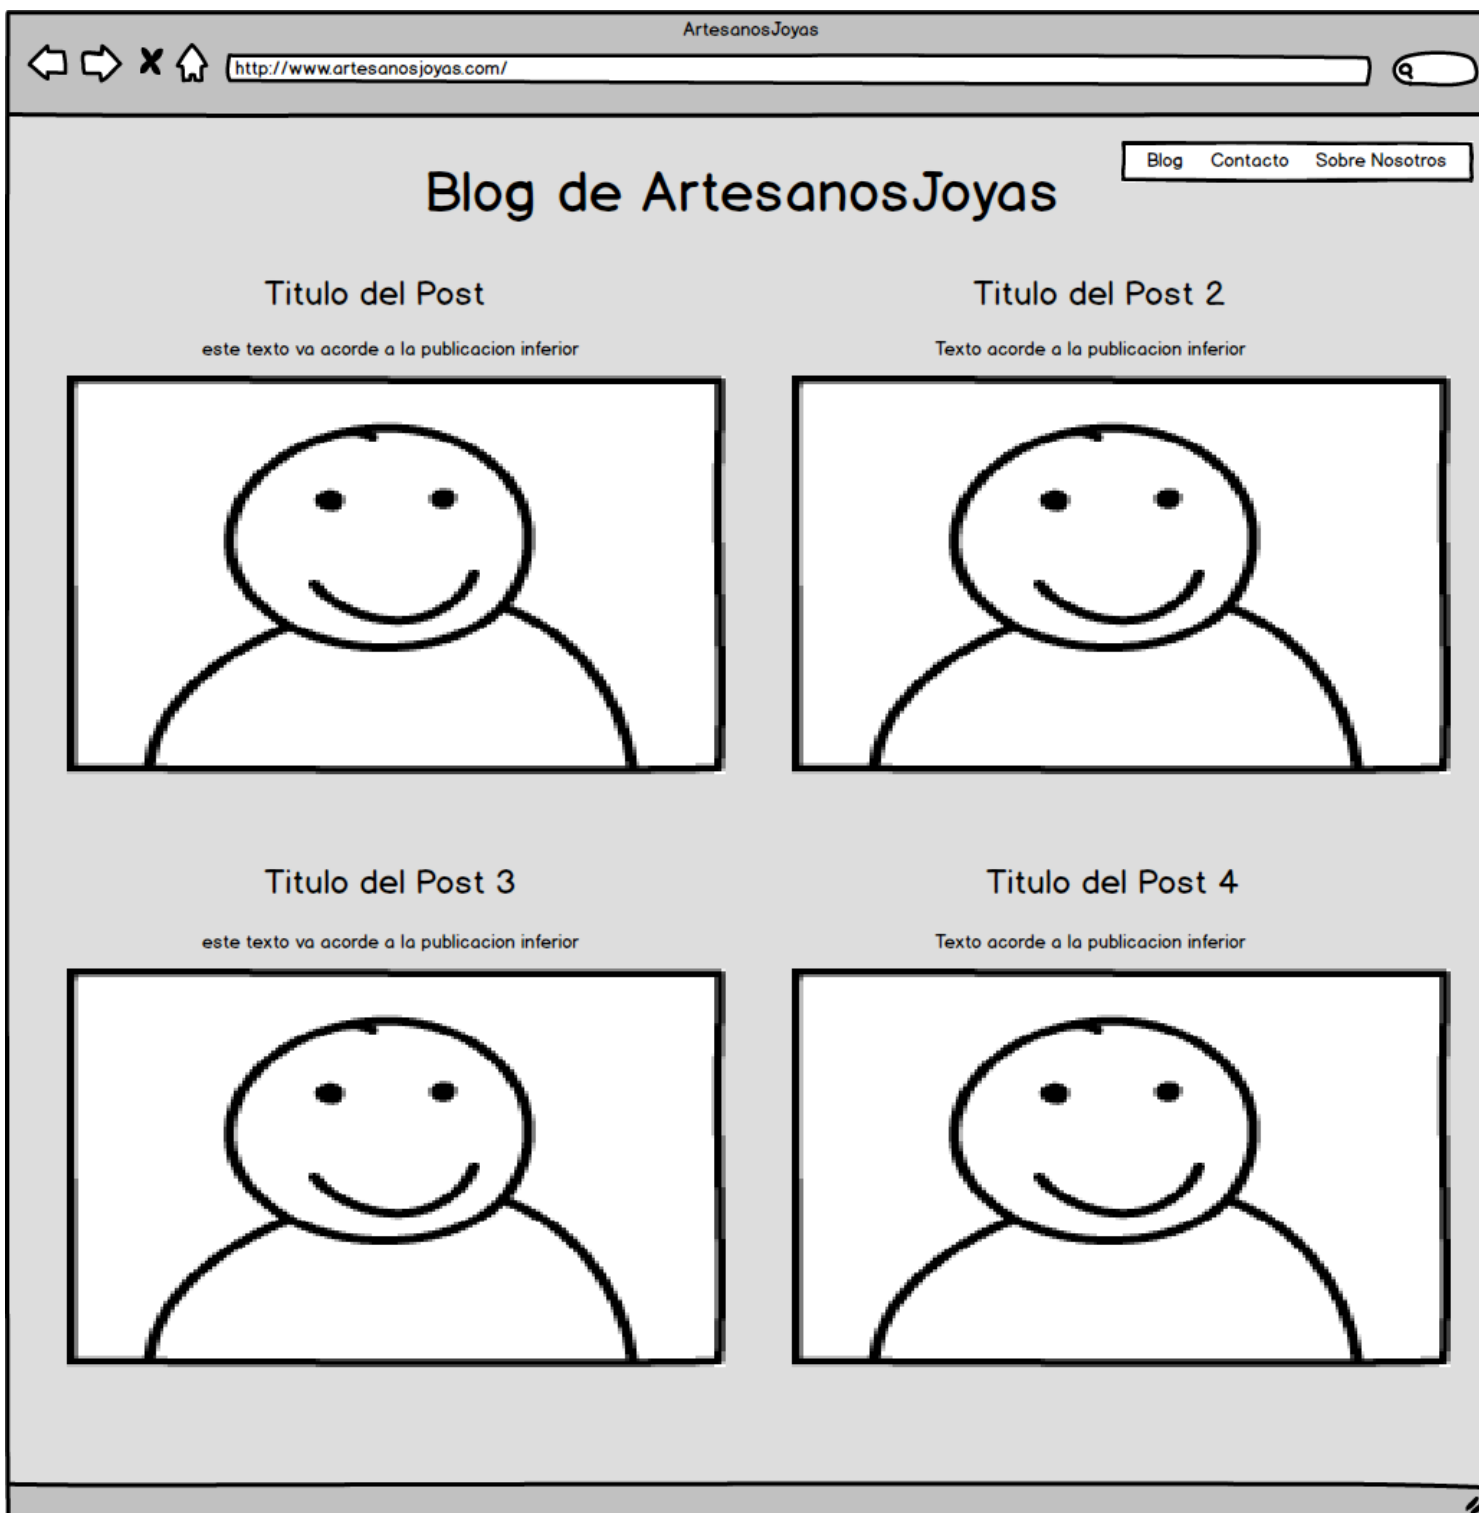 ArtesanosJoyas
http://www.artesanosjoyas.com/
Blog Contacto Sobre Nosotros
Blog de ArtesanosJoyas
Titulo del Post
este texto va acorde a la publicacion inferior
Titulo del Post 2
Texto acorde a la publicacion inferior
Titulo del Post 3
este texto va acorde a la publicacion inferior
Titulo del Post 4
Texto acorde a la publicacion inferior